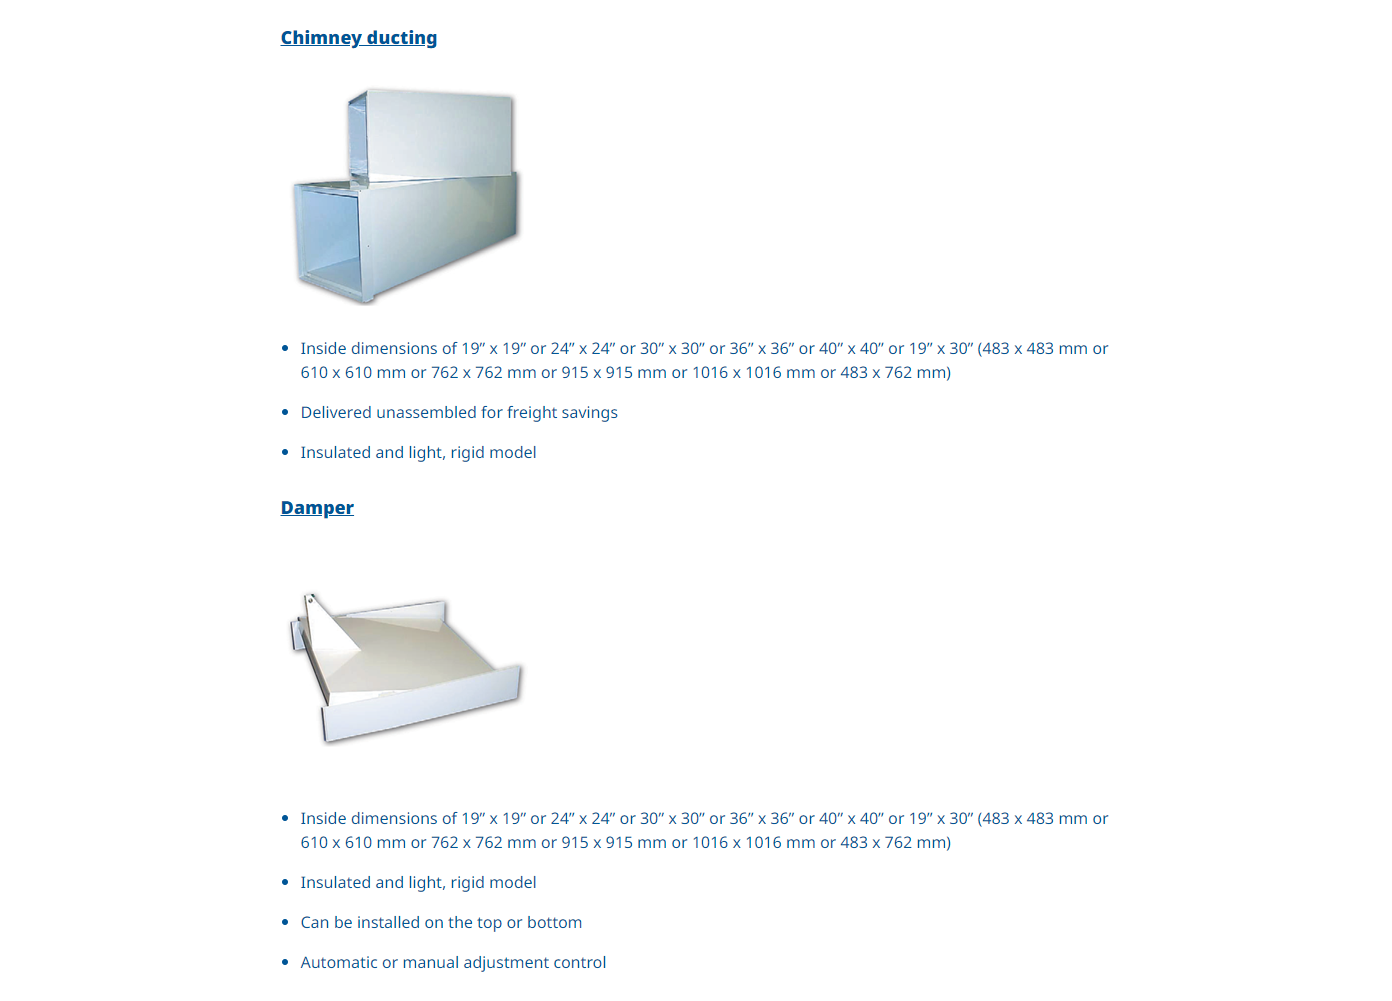 Chimney ducting
Inside dimensions of 19” x 19” or 24” x 24” or 30” x 30” or 36” x 36” or 40” x 40” or 19” x 30” (483 x 483 mm or
610 x 610 mm or 762 x 762 mm or 915 x 915 mm or 1016 x 1016 mm or 483 x 762 mm)
Delivered unassembled for freight savings
Insulated and light, rigid model
Damper
Inside dimensions of 19” x 19” or 24” x 24” or 30” x 30” or 36” x 36” or 40” x 40” or 19” x 30” (483 x 483 mm or
610 x 610 mm or 762 x 762 mm or 915 x 915 mm or 1016 x 1016 mm or 483 x 762 mm)
Insulated and light, rigid model
Can be installed on the top or bottom
Automatic or manual adjustment control